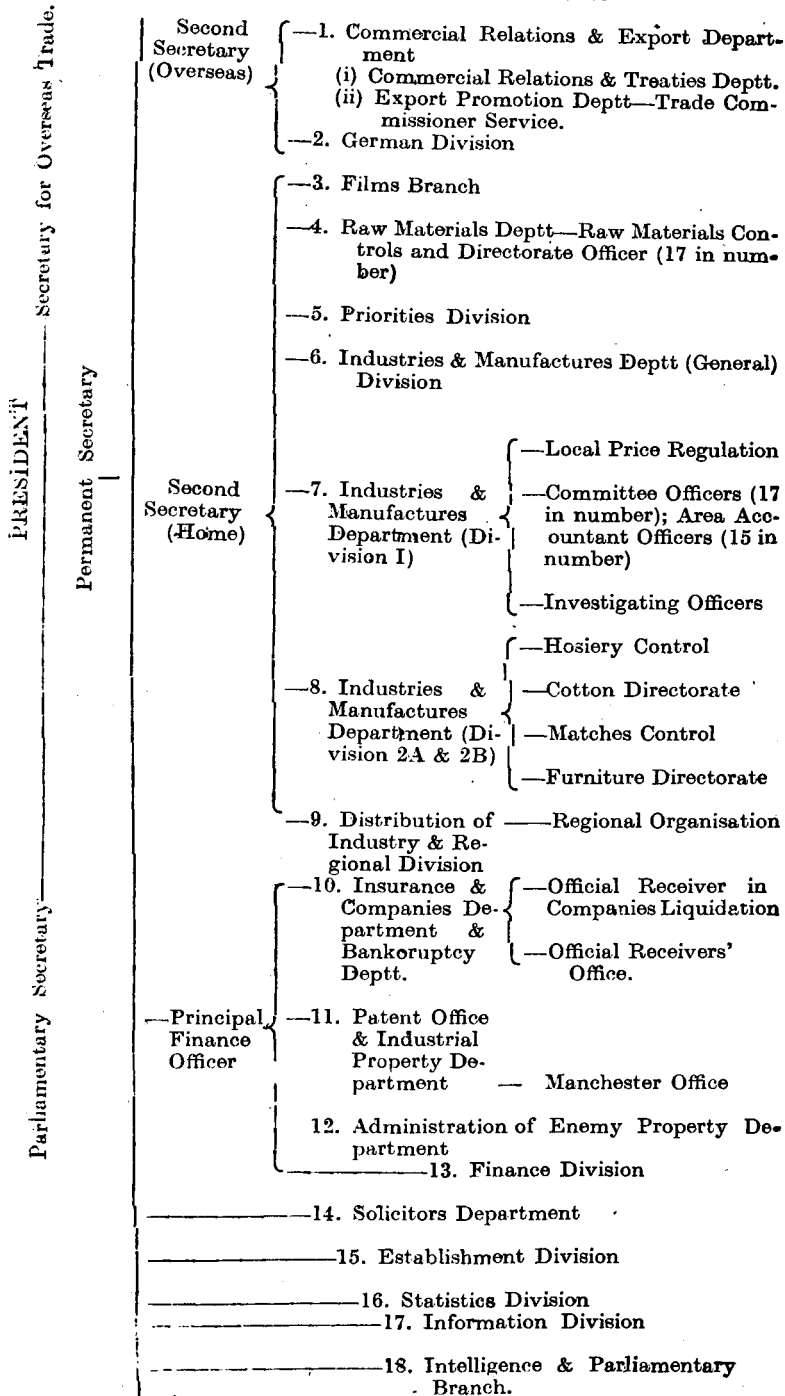 PRESIDENT
Parliamentary Secretary
Secretary for Overseas Trade.
Permanent Secretary
Second
Secretary
(Overseas)
—1. Commercial Relations & Export Depart-
ment
(i) Commercial Relations & Treaties Deptt.
(ii) Export Promotion Deptt—Trade Com-
missioner Service.
—2. German Division
Second
Secretary
(Home)
—3. Films Branch
—4. Raw Materials Deptt—Raw Materials Con-
trols and Directorate Officer (17 in num-
ber)
—5. Priorities Division
—6. Industries & Manufactures Deptt (General)
Division
—7. Industries &
Manufactures
Department (Di-
vision I)
—Local Price Regulation
—Committee Officers (17
in number); Area Acc-
ountant Officers (15 in
number)
—Investigating Officers
—8. Industries &
Manufactures
Department (Di-
vision 2A & 2B)
—Hosiery Control
—Cotton Directorate
—Matches Control
—Furniture Directorate
—9. Distribution of
Industry & Re-
gional Division
—Regional Organisation
—Principal
Finance
Officer
—10. Insurance &
Companies De-
partment &
Bankoruptcy
Deptt.
—Official Receiver in
Companies Liquidation
—Official Receivers'
Office.
—11. Patent Office
& Industrial
Property De-
partment — Manchester Office
12. Administration of Enemy Property De-
partment
—13. Finance Division
—14. Solicitors Department
—15. Establishment Division
—16. Statistics Division
—17. Information Division
—18. Intelligence & Parliamentary
Branch.